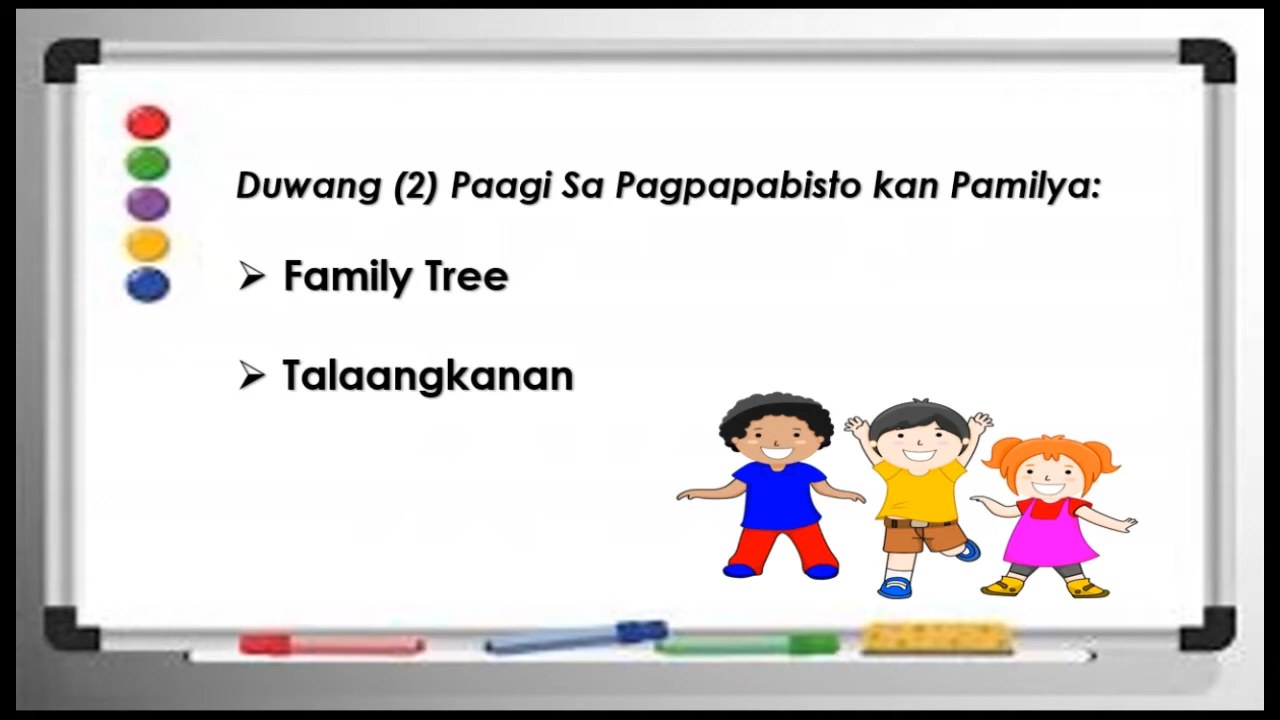 Duwang (2) Paagi Sa Pagpapabisto kan Pamilya:
➢ Family Tree
➢ Talaangkanan